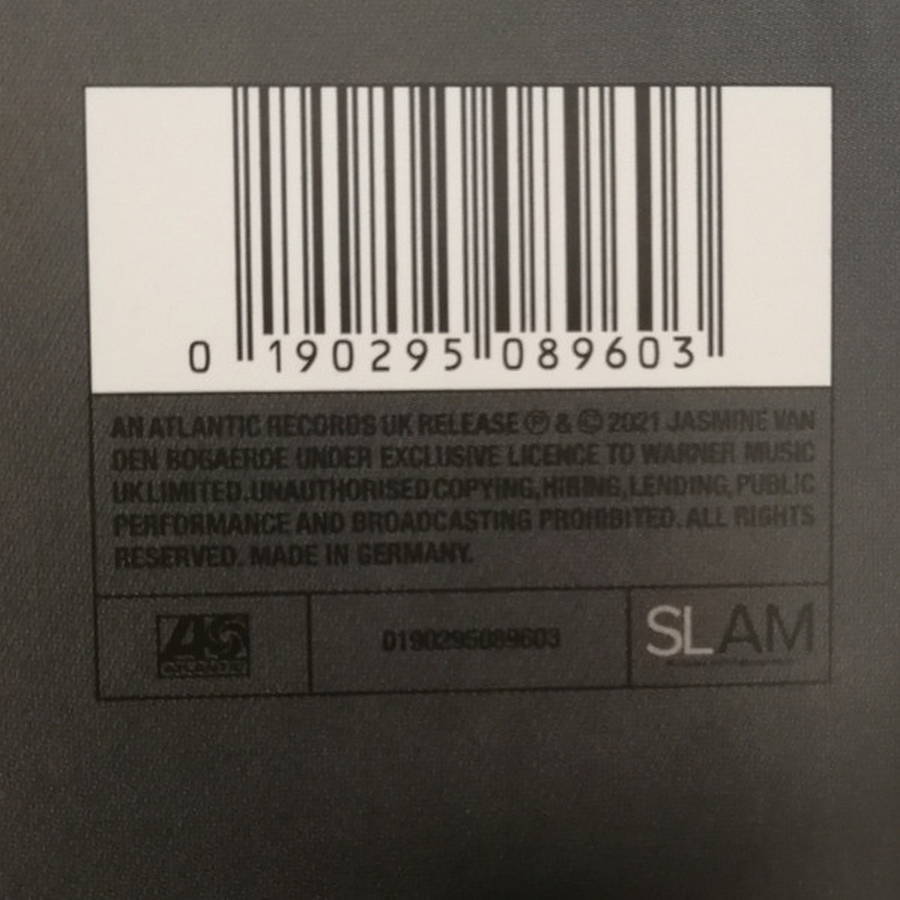 0 190295 089603
AN ATLANTIC RECORDS UK RELEASE ℗ & © 2021 JASMINE VAN
DEN BOGAERDE UNDER EXCLUSIVE LICENCE TO WARNER MUSIC
UK LIMITED. UNAUTHORISED COPYING, HIRING, LENDING, PUBLIC
PERFORMANCE AND BROADCASTING PROHIBITED. ALL RIGHTS
RESERVED. MADE IN GERMANY.
0190295089603
SLAM